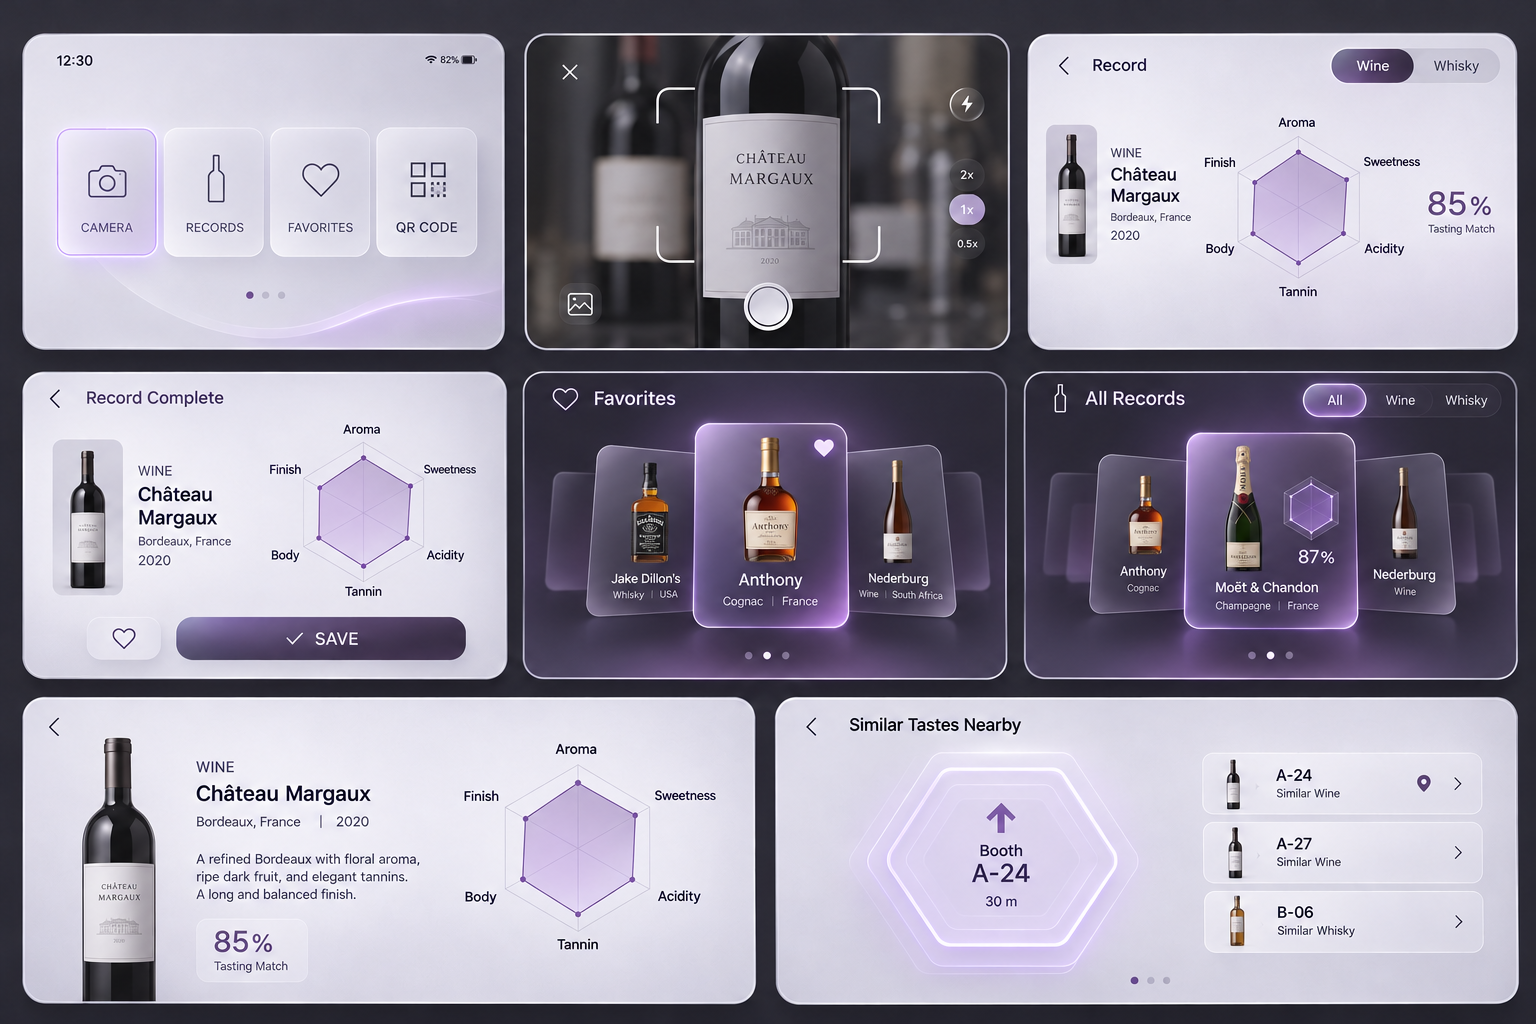 12:30
82%
CAMERA
RECORDS
FAVORITES
QR CODE
CHÂTEAU
MARGAUX
2020
2x
1x
0.5x
Record
Wine
Whisky
WINE
Château
Margaux
Bordeaux, France
2020
Aroma
Sweetness
Acidity
Tannin
Body
Finish
85%
Tasting Match
Record Complete
WINE
Château
Margaux
Bordeaux, France
2020
Aroma
Sweetness
Acidity
Tannin
Body
Finish
SAVE
Favorites
Jake Dillon's
Whisky | USA
Anthony
Anthony
Cognac | France
Nederburg
Wine | South Africa
All Records
All
Wine
Whisky
Anthony
Cognac
87%
Moët & Chandon
Champagne | France
Nederburg
Wine
CHÂTEAU
MARGAUX
WINE
Château Margaux
Bordeaux, France | 2020
A refined Bordeaux with floral aroma,
ripe dark fruit, and elegant tannins.
A long and balanced finish.
85%
Tasting Match
Aroma
Sweetness
Acidity
Tannin
Body
Finish
Similar Tastes Nearby
Booth
A-24
30 m
A-24
Similar Wine
A-27
Similar Wine
B-06
Similar Whisky